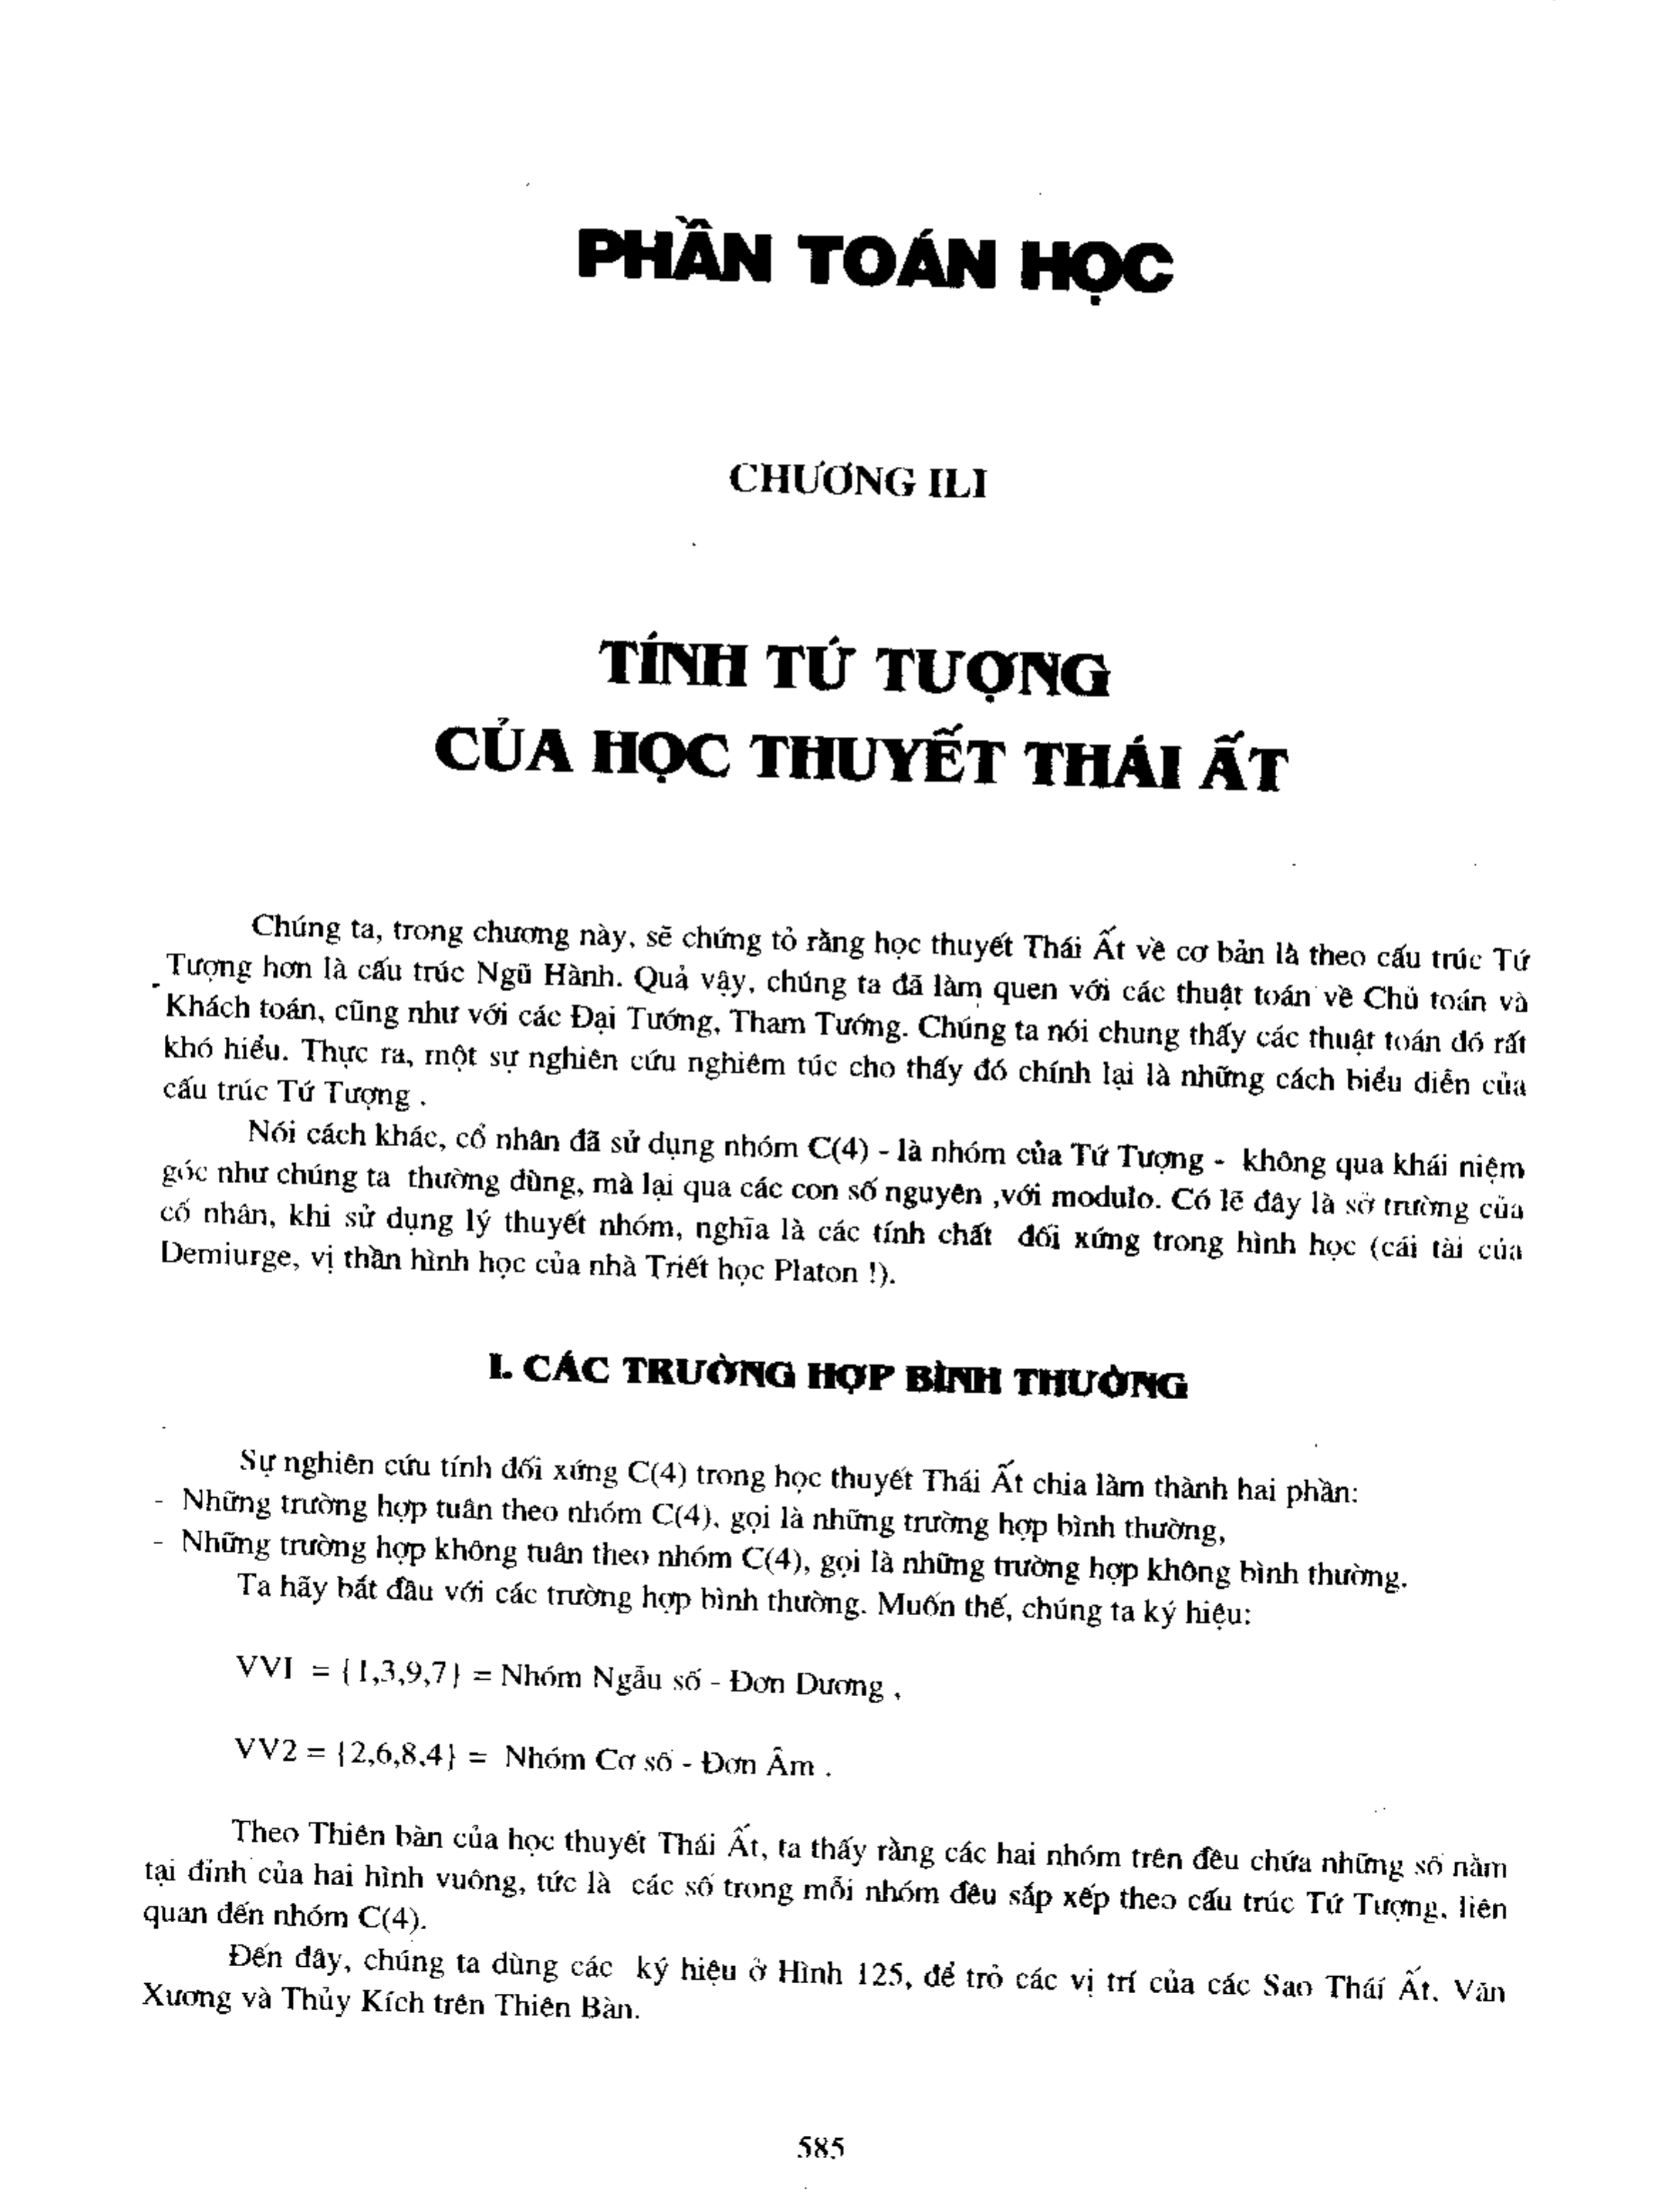 PHẦN TOÁN HỌC
CHƯƠNG ILI
TÍNH TỨ TƯỢNG
CỦA HỌC THUYẾT THÁI ẤT
Chúng ta, trong chương này, sẽ chứng tỏ rằng học thuyết Thái Ất về cơ bản là theo cấu trúc Tứ
Tượng hơn là cấu trúc Ngũ Hành. Quả vậy, chúng ta đã làm quen với các thuật toán về Chủ toán và
Khách toán, cũng như với các Đại Tướng, Tham Tướng. Chúng ta nói chung thấy các thuật toán đó rất
khó hiểu. Thực ra, một sự nghiên cứu nghiêm túc cho thấy đó chính lại là những cách biểu diễn của
cấu trúc Tứ Tượng .
Nói cách khác, cổ nhân đã sử dụng nhóm C(4) - là nhóm của Tứ Tượng - không qua khái niệm
góc như chúng ta thường dùng, mà lại qua các con số nguyên ,với modulo. Có lẽ đây là sở trường của
cổ nhân, khi sử dụng lý thuyết nhóm, nghĩa là các tính chất đối xứng trong hình học (cái tài của
Demiurge, vị thần hình học của nhà Triết học Platon !).
I. CÁC TRƯỜNG HỢP BÌNH THƯỜNG
Sự nghiên cứu tính đối xứng C(4) trong học thuyết Thái Ất chia làm thành hai phần:
- Những trường hợp tuân theo nhóm C(4), gọi là những trường hợp bình thường,
- Những trường hợp không tuân theo nhóm C(4), gọi là những trường hợp không bình thường.
Ta hãy bắt đầu với các trường hợp bình thường. Muốn thế, chúng ta ký hiệu:
VVI = {1,3,9,7} = Nhóm Ngẫu số - Đơn Dương ,
VV2 = {2,6,8,4} = Nhóm Cơ số - Đơn Âm .
Theo Thiên bàn của học thuyết Thái Ất, ta thấy rằng các hai nhóm trên đều chứa những số nằm
tại đỉnh của hai hình vuông, tức là các số trong mỗi nhóm đều sắp xếp theo cấu trúc Tứ Tượng, liên
quan đến nhóm C(4).
Đến đây, chúng ta dùng các ký hiệu ở Hình 125, để trỏ các vị trí của các Sao Thái Ất, Văn
Xương và Thủy Kích trên Thiên Bàn.
585